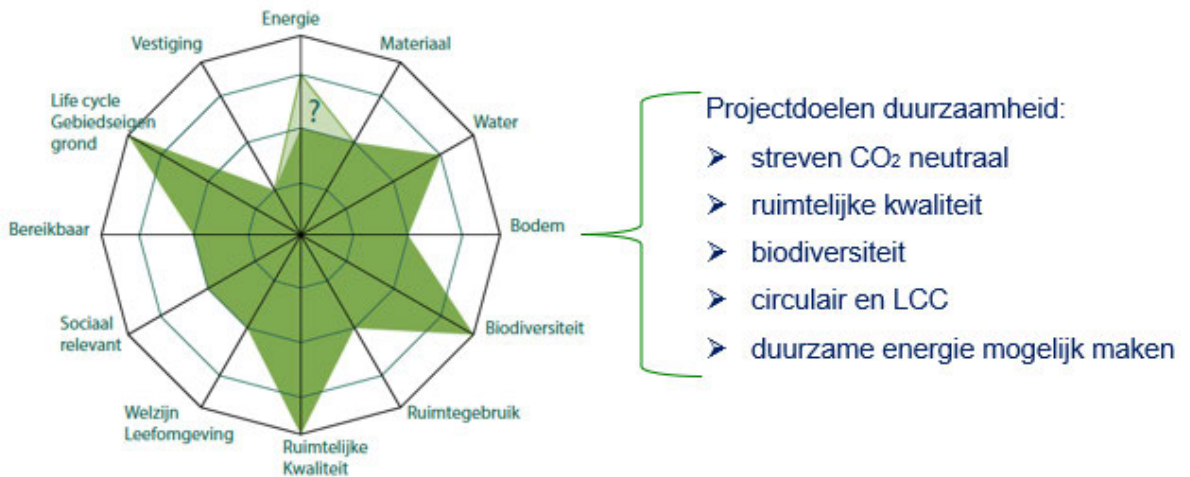 Energie
Materiaal
Water
Bodem
Biodiversiteit
Ruimtegebruik
Ruimtelijke
Kwaliteit
Welzijn
Leefomgeving
Sociaal
relevant
Bereikbaar
Life cycle
Gebiedseigen
grond
Vestiging
?
Projectdoelen duurzaamheid:
➢ streven CO₂ neutraal
➢ ruimtelijke kwaliteit
➢ biodiversiteit
➢ circulair en LCC
➢ duurzame energie mogelijk maken